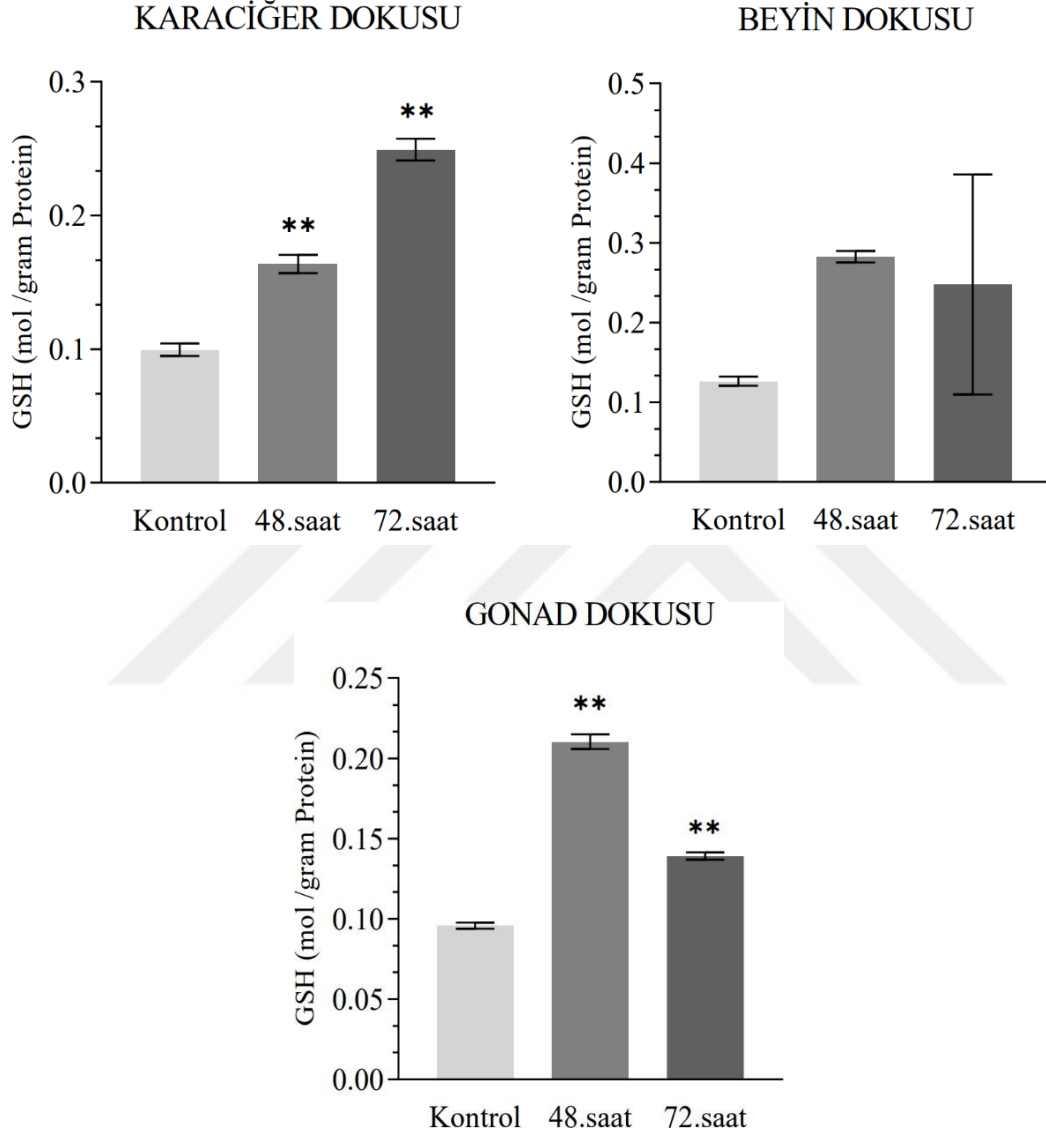 KARACİĞER DOKUSU
GSH (mol /gram Protein)
0.3
**
**
0.2
0.1
0.0
Kontrol 48.saat 72.saat
BEYİN DOKUSU
GSH (mol /gram Protein)
0.5
0.4
0.3
0.2
0.1
0.0
Kontrol 48.saat 72.saat
GONAD DOKUSU
GSH (mol /gram Protein)
0.25
**
0.20
0.15
**
0.10
0.05
0.00
Kontrol 48.saat 72.saat